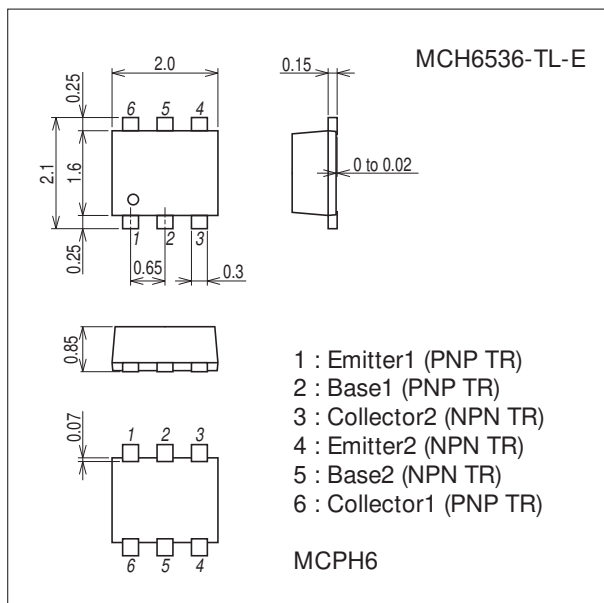 MCH6536-TL-E
2.0
0.15
0.25
6 5 4
2.1
1.6
0 to 0.02
1 2 3
0.25
0.65
0.3
0.85
1 : Emitter1 (PNP TR)
2 : Base1 (PNP TR)
3 : Collector2 (NPN TR)
4 : Emitter2 (NPN TR)
5 : Base2 (NPN TR)
6 : Collector1 (PNP TR)
0.07
1 2 3
6 5 4
MCPH6